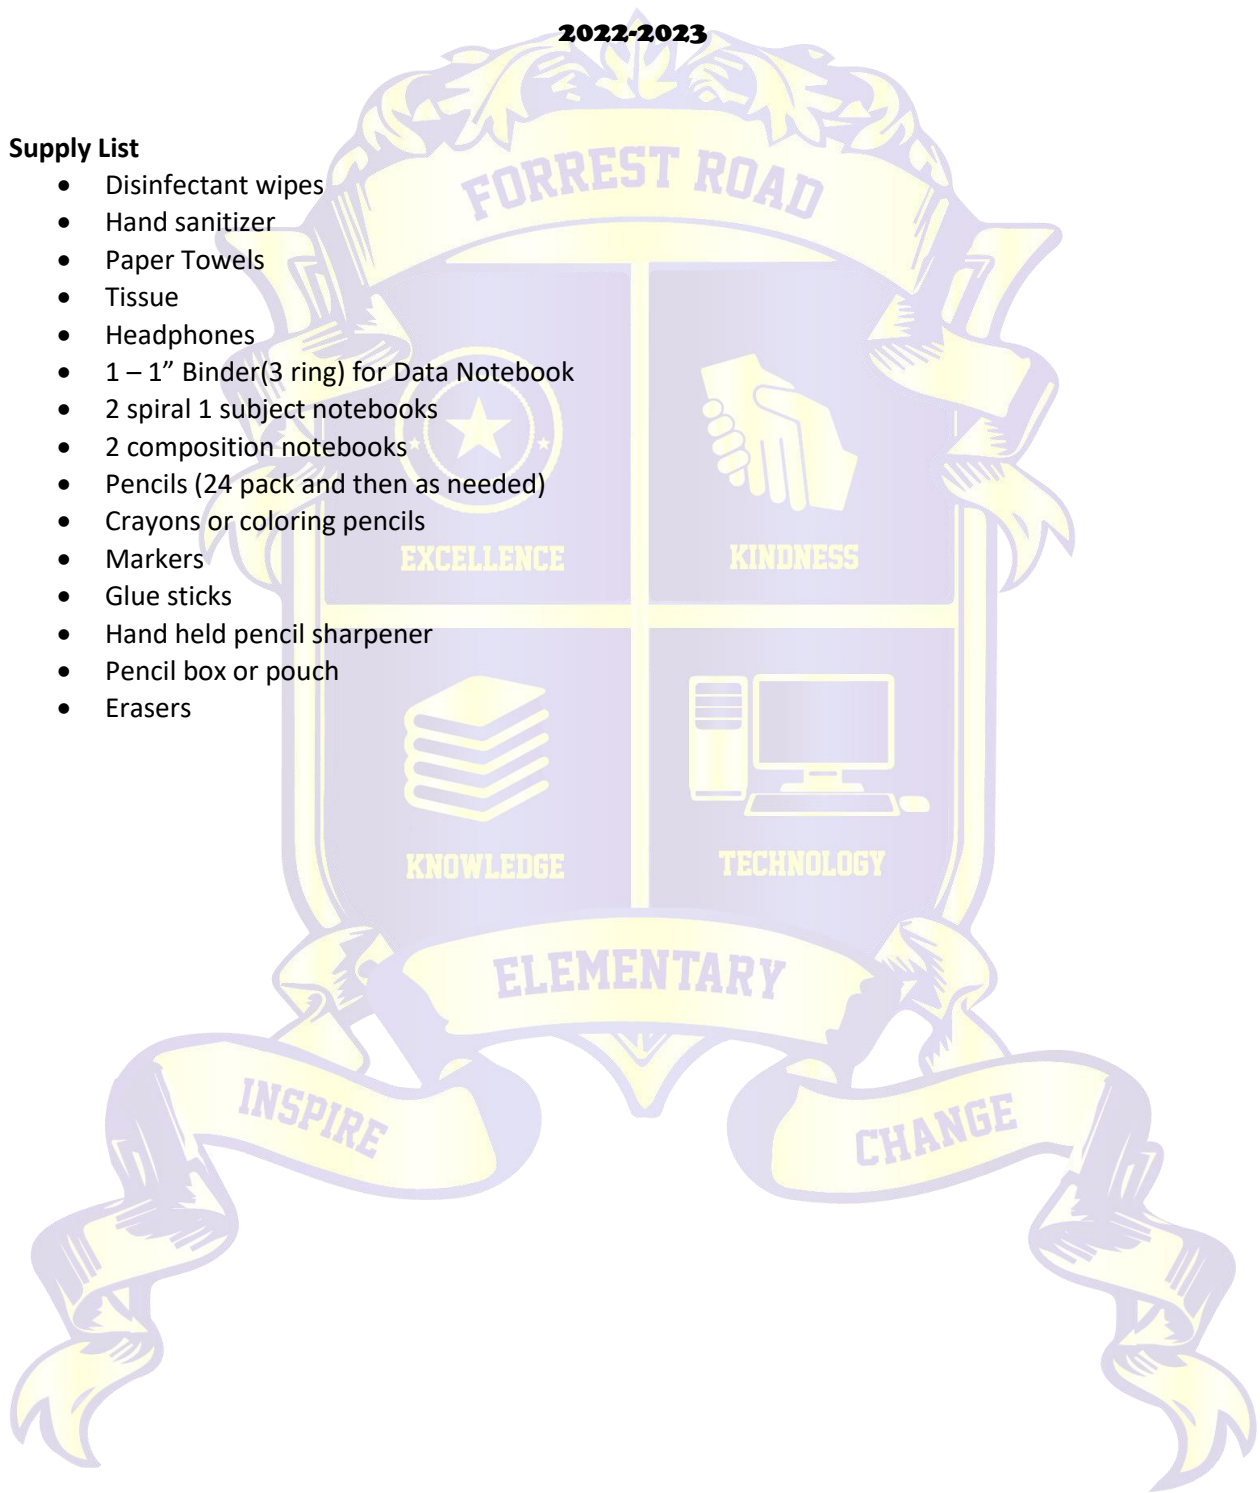 2022-2023
FORREST ROAD
Supply List
• Disinfectant wipes
• Hand sanitizer
• Paper Towels
• Tissue
• Headphones
• 1 – 1” Binder(3 ring) for Data Notebook
• 2 spiral 1 subject notebooks
• 2 composition notebooks
• Pencils (24 pack and then as needed)
• Crayons or coloring pencils
• Markers
• Glue sticks
• Hand held pencil sharpener
• Pencil box or pouch
• Erasers
EXCELLENCE
KINDNESS
KNOWLEDGE
TECHNOLOGY
ELEMENTARY
INSPIRE
CHANGE